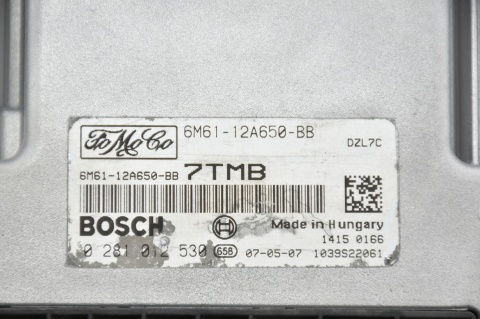 FoMoCo 6M61-12A650-BB
DZL7C
6M61-12A650-BB 7TMB
BOSCH Made in Hungary
1415 0166
0 281 012 530 658 07-05-07 1039S22061